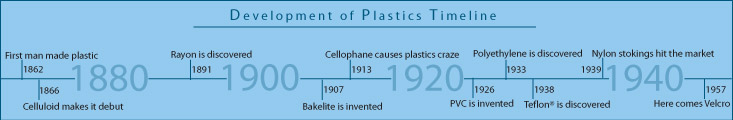 Development of Plastics Timeline
First man made plastic
Rayon is discovered
Cellophane causes plastics craze
Polyethylene is discovered
Nylon stokings hit the market
1862
1891
1913
1933
1939
1880
1900
1920
1940
1866
1907
1926
1938
1957
Celluloid makes it debut
Bakelite is invented
PVC is invented
Teflon® is discovered
Here comes Velcro